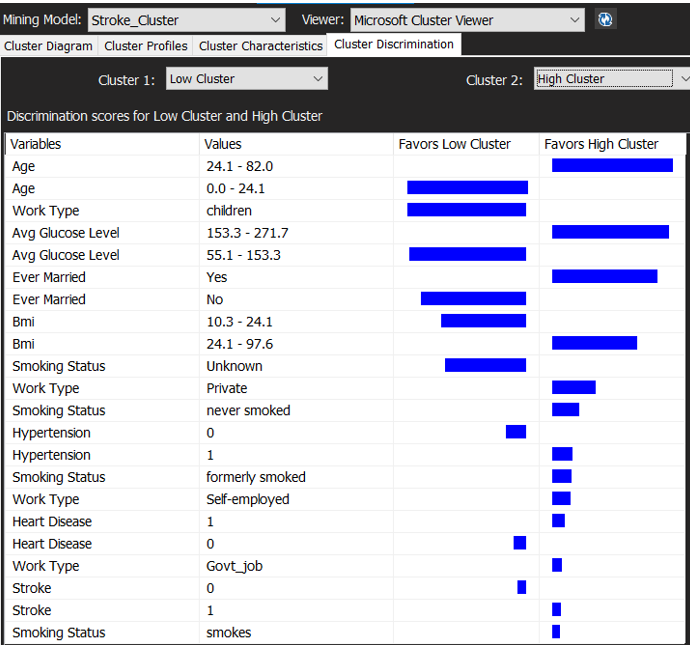 Mining Model: Stroke_Cluster Viewer: Microsoft Cluster Viewer
Cluster Diagram Cluster Profiles Cluster Characteristics Cluster Discrimination
Cluster 1: Low Cluster Cluster 2: High Cluster
Discrimination scores for Low Cluster and High Cluster
Variables Values Favors Low Cluster Favors High Cluster
Age 24.1 - 82.0
Age 0.0 - 24.1
Work Type children
Avg Glucose Level 153.3 - 271.7
Avg Glucose Level 55.1 - 153.3
Ever Married Yes
Ever Married No
Bmi 10.3 - 24.1
Bmi 24.1 - 97.6
Smoking Status Unknown
Work Type Private
Smoking Status never smoked
Hypertension 0
Hypertension 1
Smoking Status formerly smoked
Work Type Self-employed
Heart Disease 1
Heart Disease 0
Work Type Govt_job
Stroke 0
Stroke 1
Smoking Status smokes